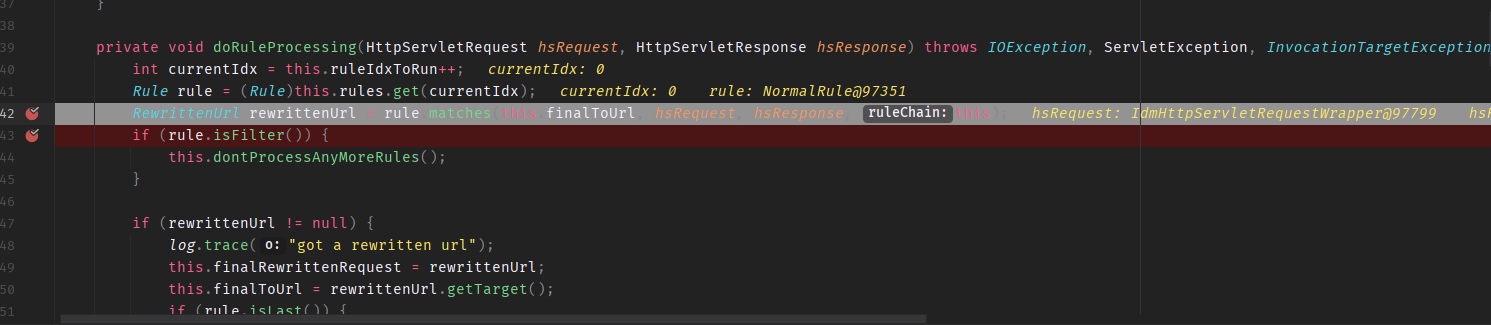 37 }
38
39 private void doRuleProcessing(HttpServletRequest hsRequest, HttpServletResponse hsResponse) throws IOException, ServletException, InvocationTargetException
40 int currentIdx = this.ruleIdxToRun++; currentIdx: 0
41 Rule rule = (Rule)this.rules.get(currentIdx); currentIdx: 0 rule: NormalRule@97351
42 RewrittenUrl rewrittenUrl = rule.matches(this.finalToUrl, hsRequest, hsResponse, ruleChain: this); hsRequest: IdmHttpServletRequestWrapper@97799
43 if (rule.isFilter()) {
44 this.dontProcessAnyMoreRules();
45 }
46
47 if (rewrittenUrl != null) {
48 log.trace( o: "got a rewritten url");
49 this.finalRewrittenRequest = rewrittenUrl;
50 this.finalToUrl = rewrittenUrl.getTarget();
51 if (rule.isLast()) {